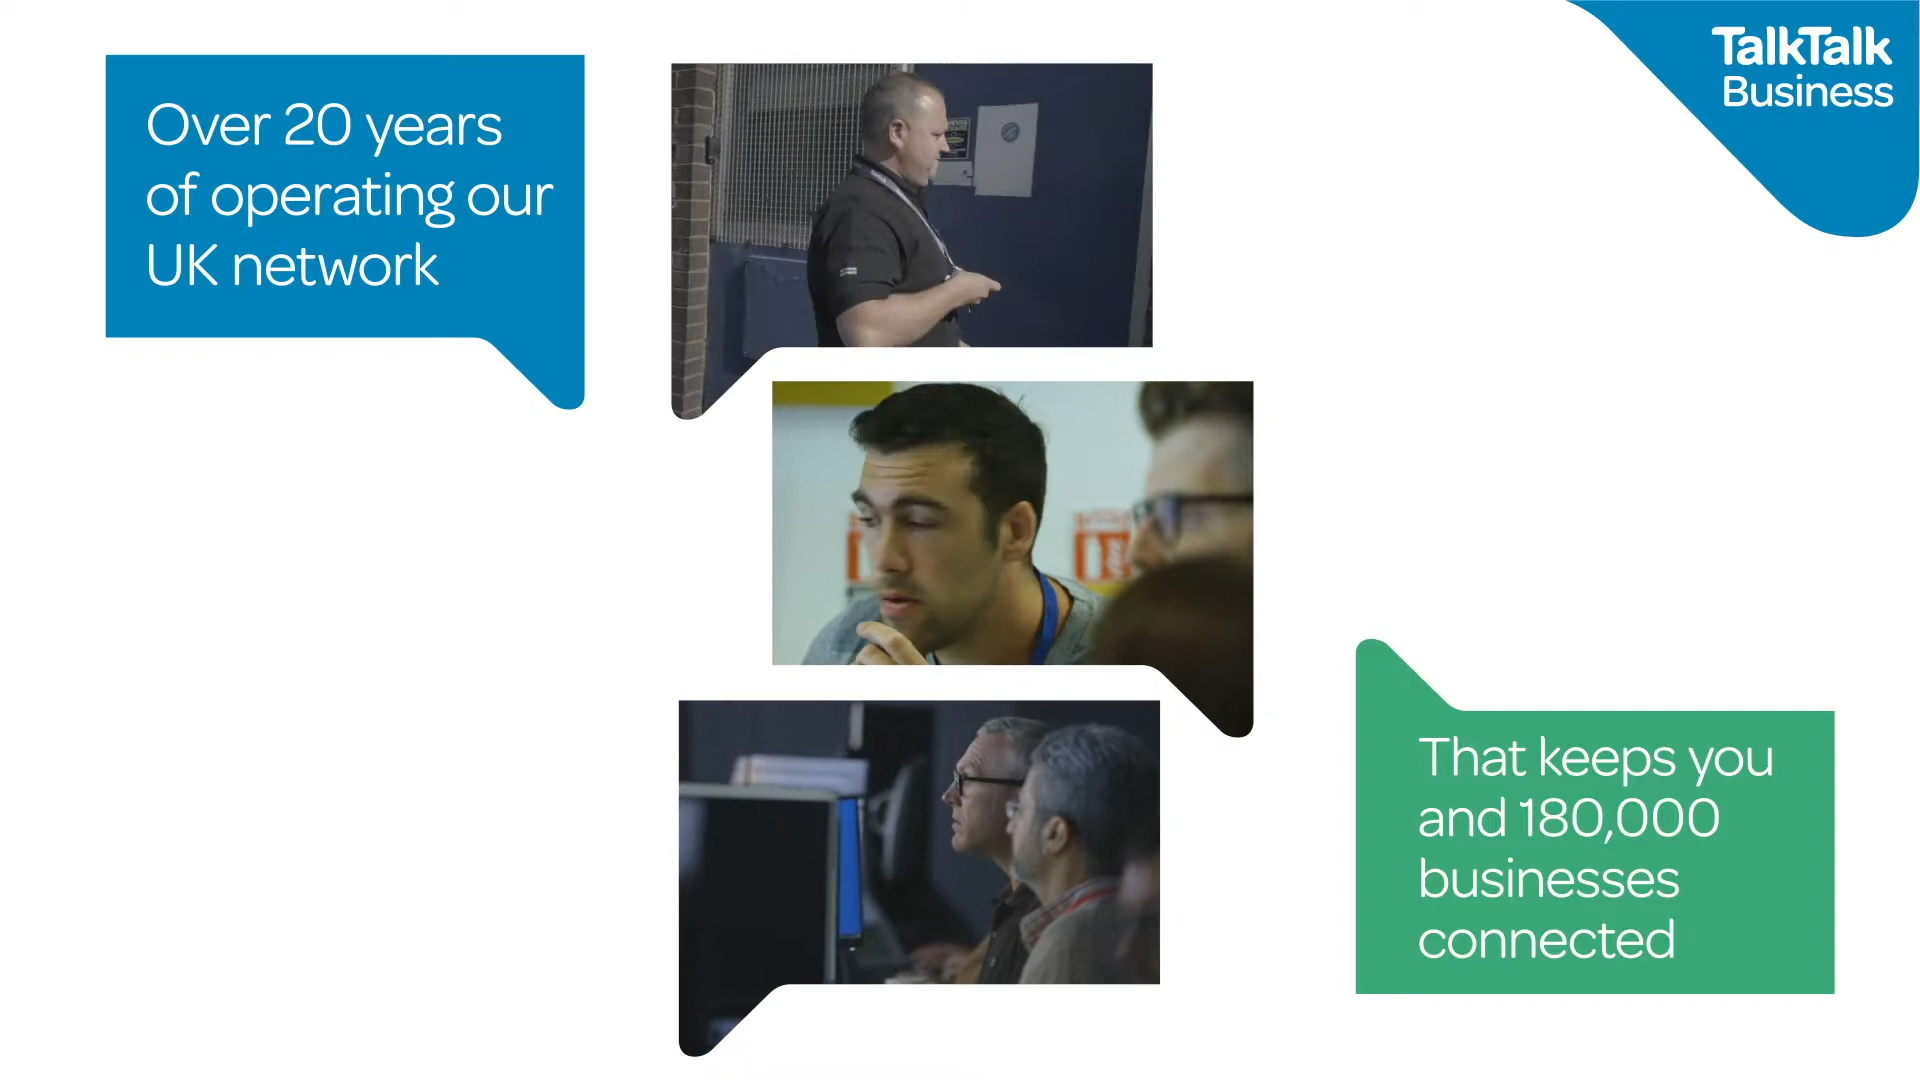 Over 20 years
of operating our
UK network
TalkTalk
Business
That keeps you
and 180,000
businesses
connected